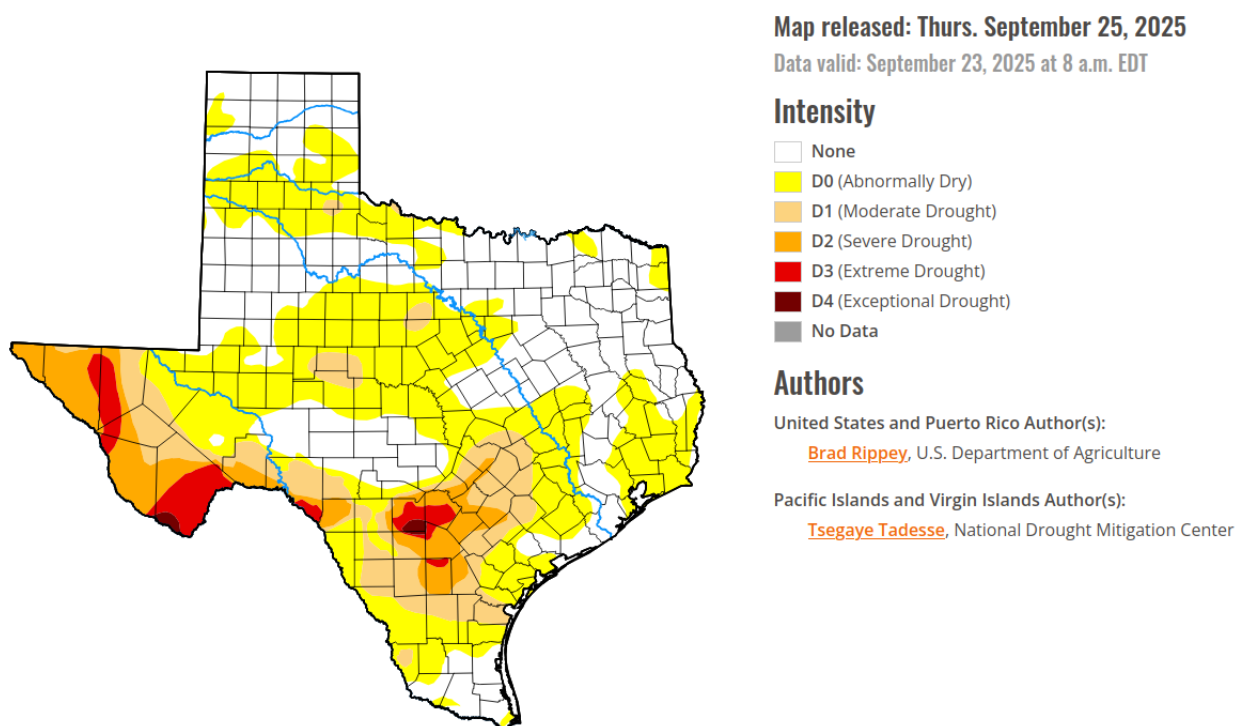 Map released: Thurs. September 25, 2025
Data valid: September 23, 2025 at 8 a.m. EDT
Intensity
None
D0 (Abnormally Dry)
D1 (Moderate Drought)
D2 (Severe Drought)
D3 (Extreme Drought)
D4 (Exceptional Drought)
No Data
Authors
United States and Puerto Rico Author(s):
Brad Rippey, U.S. Department of Agriculture
Pacific Islands and Virgin Islands Author(s):
Tsegaye Tadesse, National Drought Mitigation Center